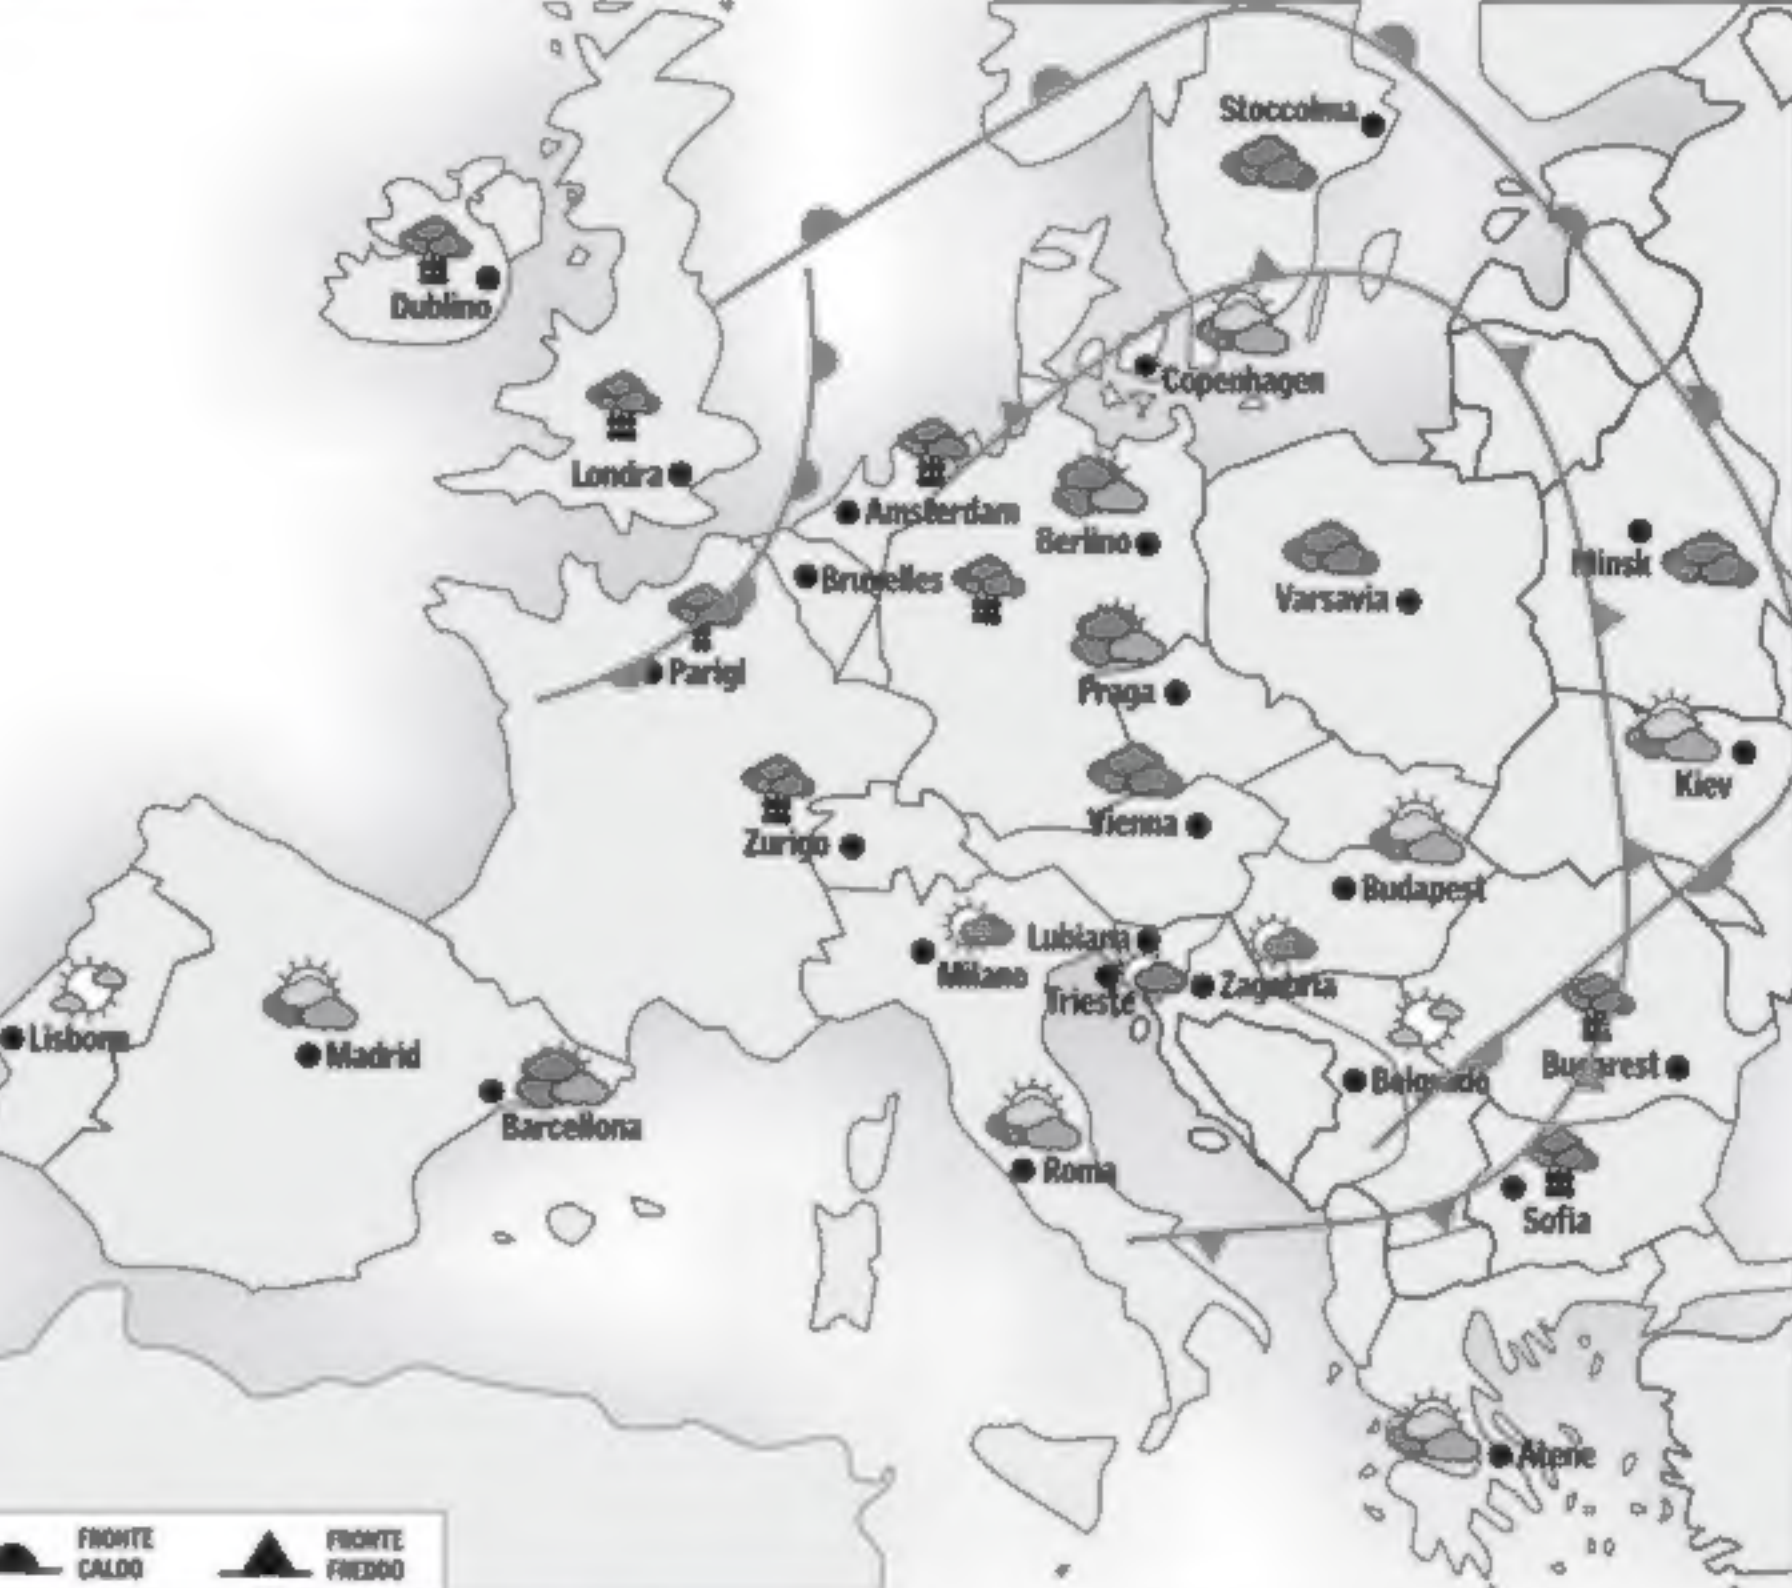 Stoccolma
Dublino
Copenhagen
Londra
Amsterdam
Berlino
Bruxelles
Minsk
Varsavia
Parigi
Praga
Kiev
Vienna
Zurigo
Budapest
Lubiana
Milano
Trieste
Zagabria
Lisbona
Madrid
Belgrado
Bucarest
Barcellona
Roma
Sofia
Atene
FRONTE
CALDO
FRONTE
FREDDO